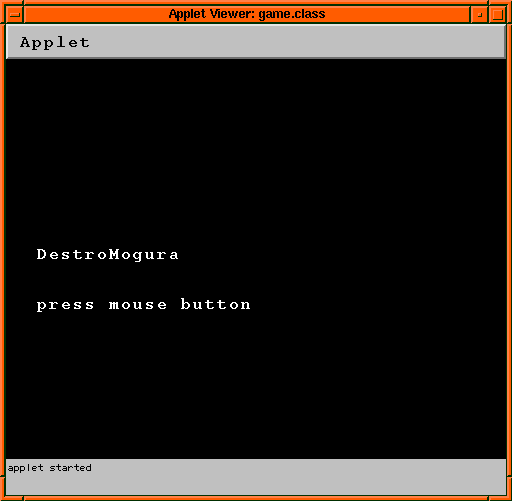 Applet Viewer: game.class
Applet
DestroMogura
press mouse button
applet started